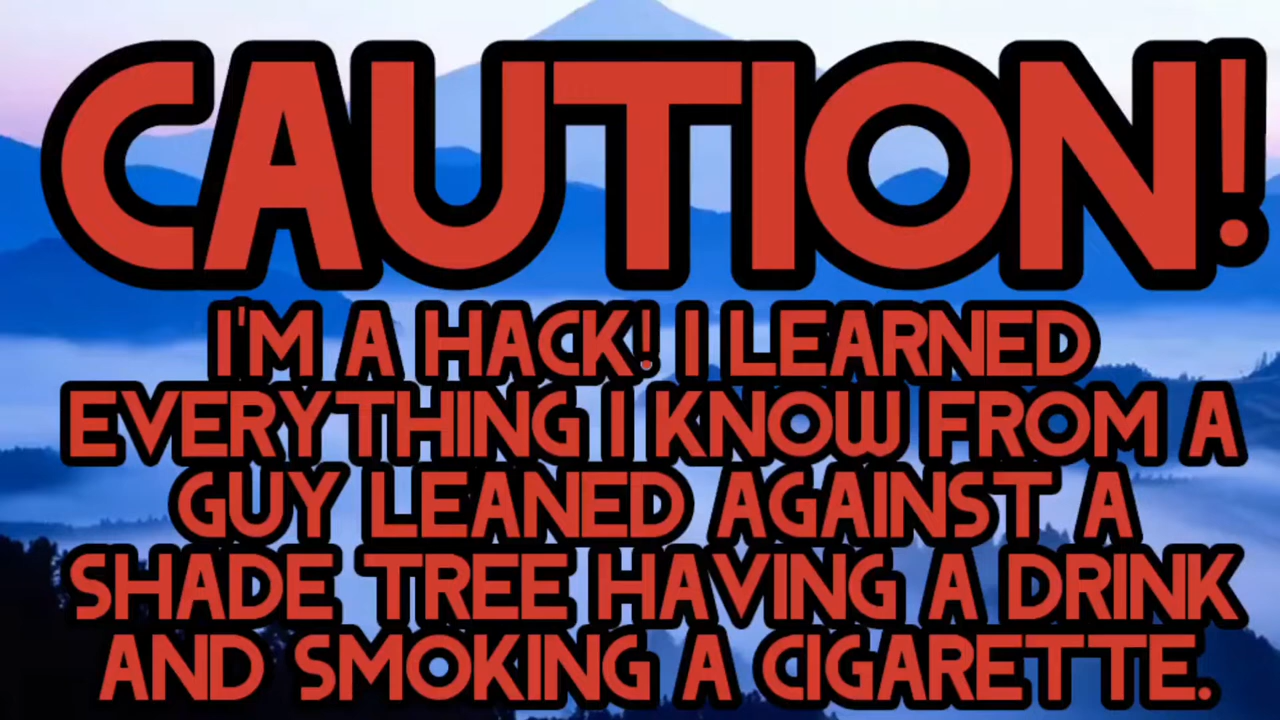 CAUTION!
I'M A HACK! I LEARNED
EVERYTHING I KNOW FROM A
GUY LEANED AGAINST A
SHADE TREE HAVING A DRINK
AND SMOKING A CIGARETTE.